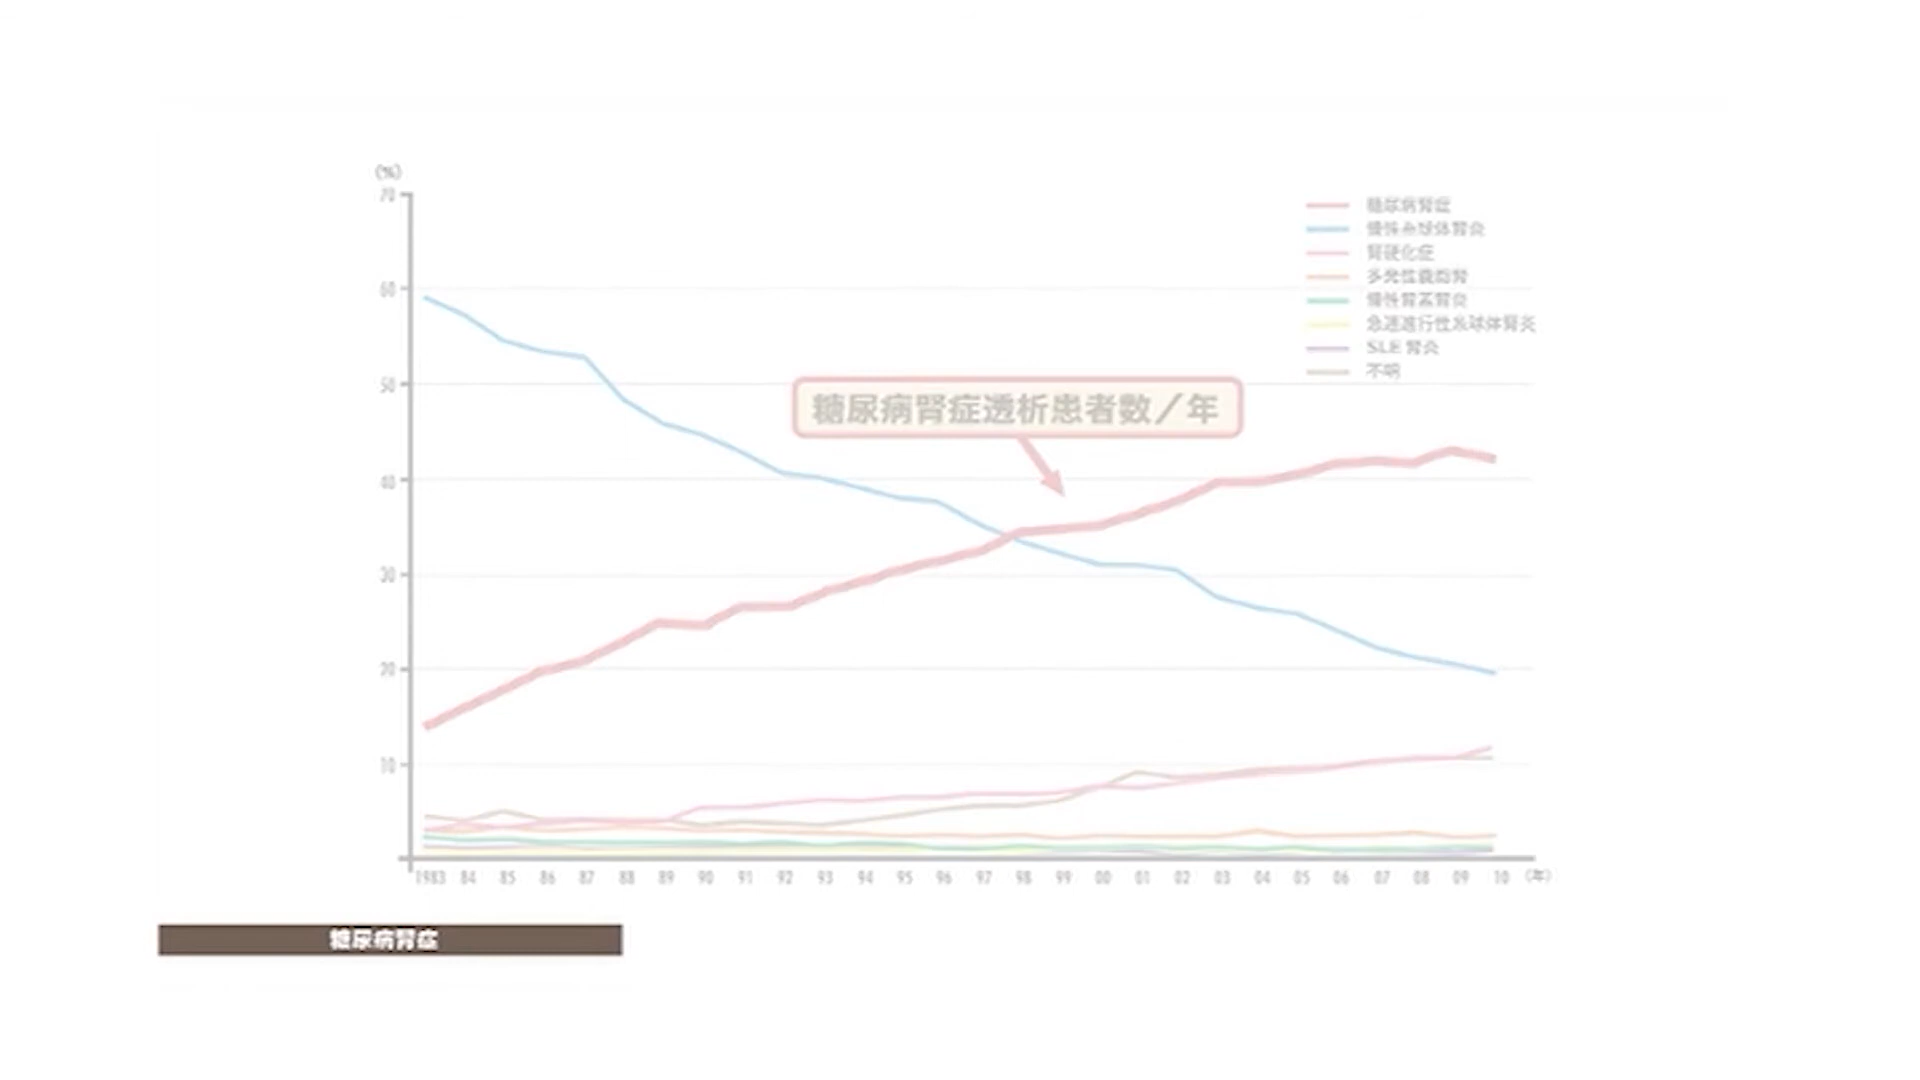 (%)
70
60
50
40
30
20
10
糖尿病腎症
慢性糸球体腎炎
腎硬化症
多発性嚢胞腎
慢性腎盂腎炎
急速進行性糸球体腎炎
SLE 腎炎
不明
糖尿病腎症透析患者数/年
1983 84 85 86 87 88 89 90 91 92 93 94 95 96 97 98 99 00 01 02 03 04 05 06 07 08 09 10 (年)
糖尿病腎症